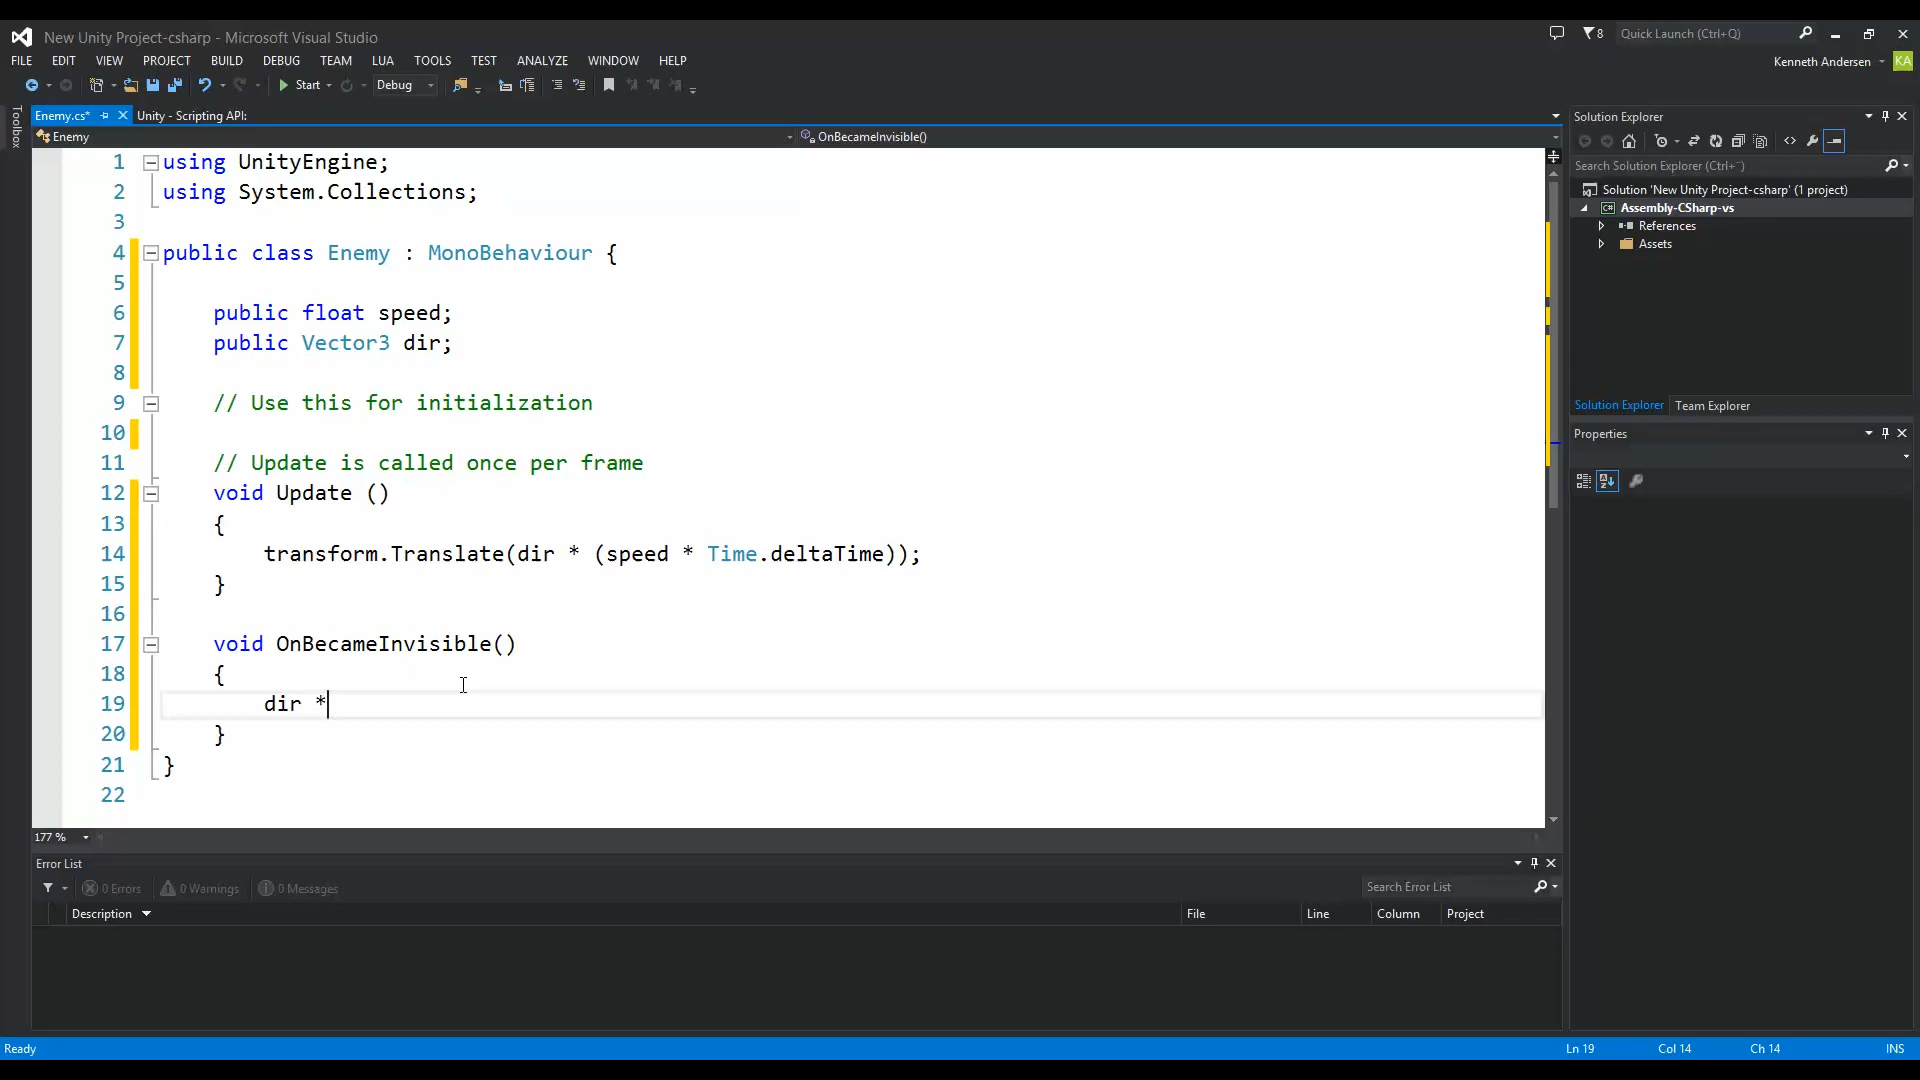 New Unity Project-csharp - Microsoft Visual Studio
8
Quick Launch (Ctrl+Q)
FILE EDIT VIEW PROJECT BUILD DEBUG TEAM LUA TOOLS TEST ANALYZE WINDOW HELP
Kenneth Andersen
KA
Start
Debug
Toolbox
Enemy.cs*
Unity - Scripting API:
Enemy
OnBecameInvisible()
1 using UnityEngine;
2 using System.Collections;
3
4 public class Enemy : MonoBehaviour {
5
6 public float speed;
7 public Vector3 dir;
8
9 // Use this for initialization
10
11 // Update is called once per frame
12 void Update ()
13 {
14 transform.Translate(dir * (speed * Time.deltaTime));
15 }
16
17 void OnBecameInvisible()
18 {
19 dir *
20 }
21 }
22
177 %
Error List
0 Errors 0 Warnings 0 Messages
Search Error List
Description File Line Column Project
Solution Explorer
Search Solution Explorer (Ctrl+¨)
Solution 'New Unity Project-csharp' (1 project)
C# Assembly-CSharp-vs
References
Assets
Solution Explorer Team Explorer
Properties
Ready
Ln 19 Col 14 Ch 14 INS